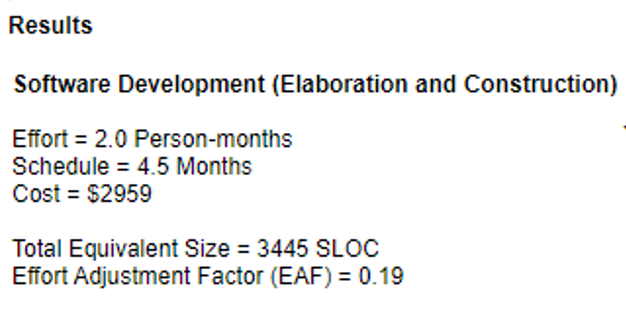 Results
Software Development (Elaboration and Construction)
Effort = 2.0 Person-months
Schedule = 4.5 Months
Cost = $2959
Total Equivalent Size = 3445 SLOC
Effort Adjustment Factor (EAF) = 0.19